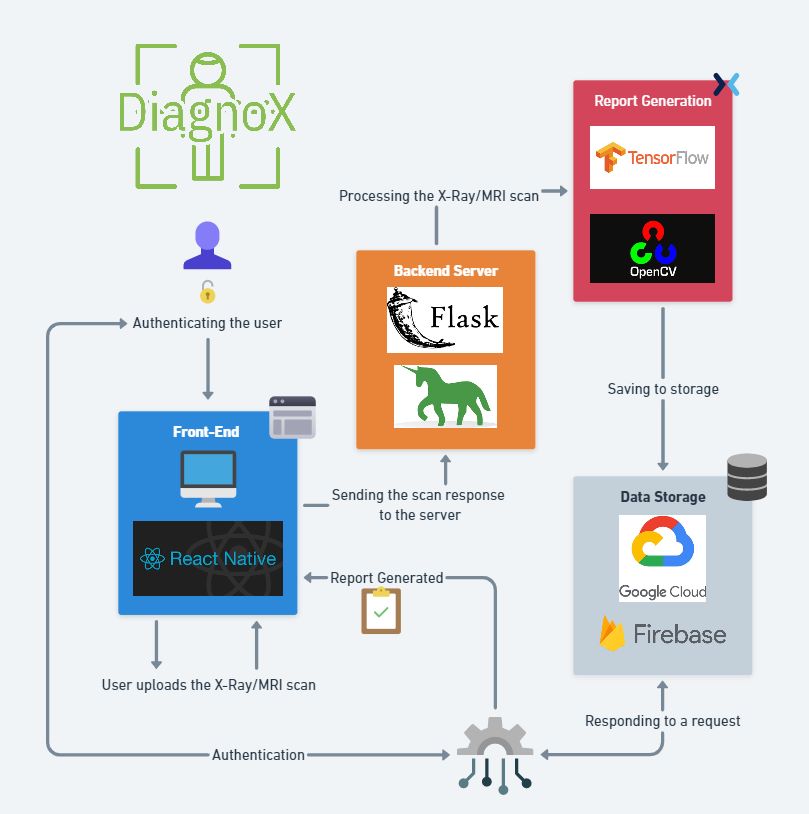 DiagnoX
Report Generation
TensorFlow
OpenCV
Processing the X-Ray/MRI scan
Backend Server
Flask
Authenticating the user
Saving to storage
Front-End
React Native
Sending the scan response
to the server
Data Storage
Google Cloud
Firebase
Report Generated
User uploads the X-Ray/MRI scan
Responding to a request
Authentication